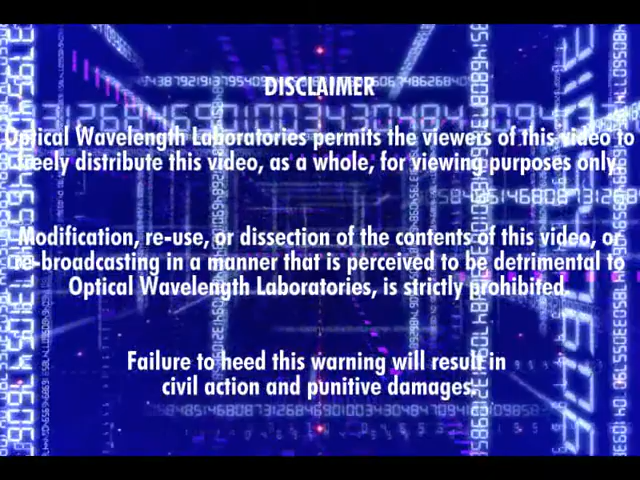 DISCLAIMER
Optical Wavelength Laboratories permits the viewers of this video to
freely distribute this video, as a whole, for viewing purposes only.
Modification, re-use, or dissection of the contents of this video, or
re-broadcasting in a manner that is perceived to be detrimental to
Optical Wavelength Laboratories, is strictly prohibited.
Failure to heed this warning will result in
civil action and punitive damages.